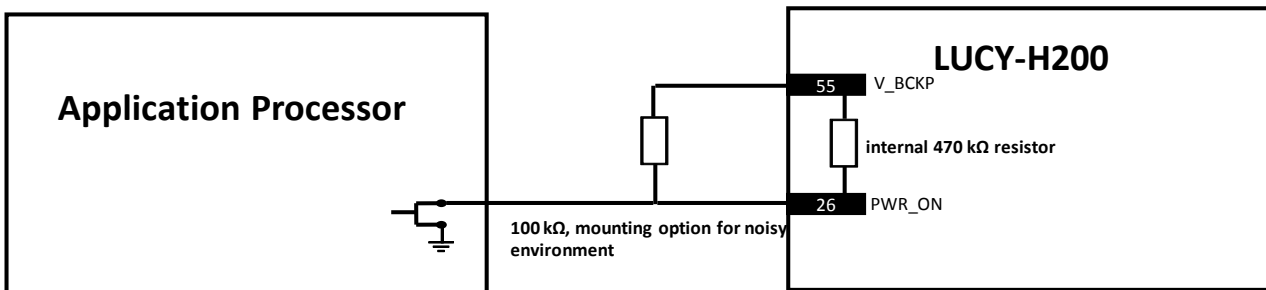 Application Processor
LUCY-H200
55
V_BCKP
internal 470 kΩ resistor
26
PWR_ON
100 kΩ, mounting option for noisy
environment